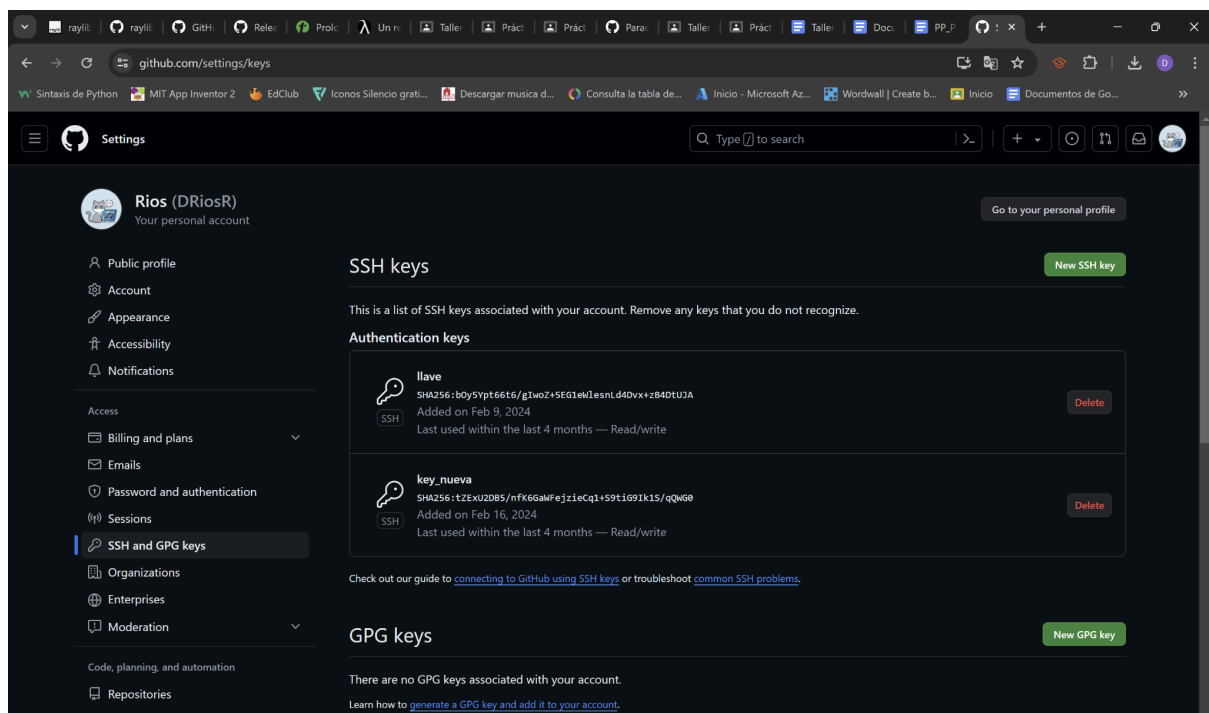 raylib
raylib
GitH
Relea
Prolo
Un re
Taller
Práct
Práct
Para
Taller
Práct
Taller
Docu
PP_P
github.com/settings/keys
D
Sintaxis de Python
MIT App Inventor 2
EdClub
Iconos Silencio grati...
Descargar musica d...
Consulta la tabla de...
Inicio - Microsoft Az...
Wordwall | Create b...
Inicio
Documentos de Go...
Settings
Type / to search
Rios (DRiosR)
Your personal account
Go to your personal profile
Public profile
Account
Appearance
Accessibility
Notifications
Access
Billing and plans
Emails
Password and authentication
Sessions
SSH and GPG keys
Organizations
Enterprises
Moderation
Code, planning, and automation
Repositories
SSH keys
New SSH key
This is a list of SSH keys associated with your account. Remove any keys that you do not recognize.
Authentication keys
llave
SHA256:bOy5Ypt66t6/gIwoZ+5EG1eWlesnLd4Dvx+zB4DtUJA
SSH
Added on Feb 9, 2024
Last used within the last 4 months — Read/write
Delete
key_nueva
SHA256:tZExU2DB5/nfK6GaWFejzieCq1+S9tiG9Ik1S/qQWG0
SSH
Added on Feb 16, 2024
Last used within the last 4 months — Read/write
Delete
Check out our guide to connecting to GitHub using SSH keys or troubleshoot common SSH problems.
GPG keys
New GPG key
There are no GPG keys associated with your account.
Learn how to generate a GPG key and add it to your account.